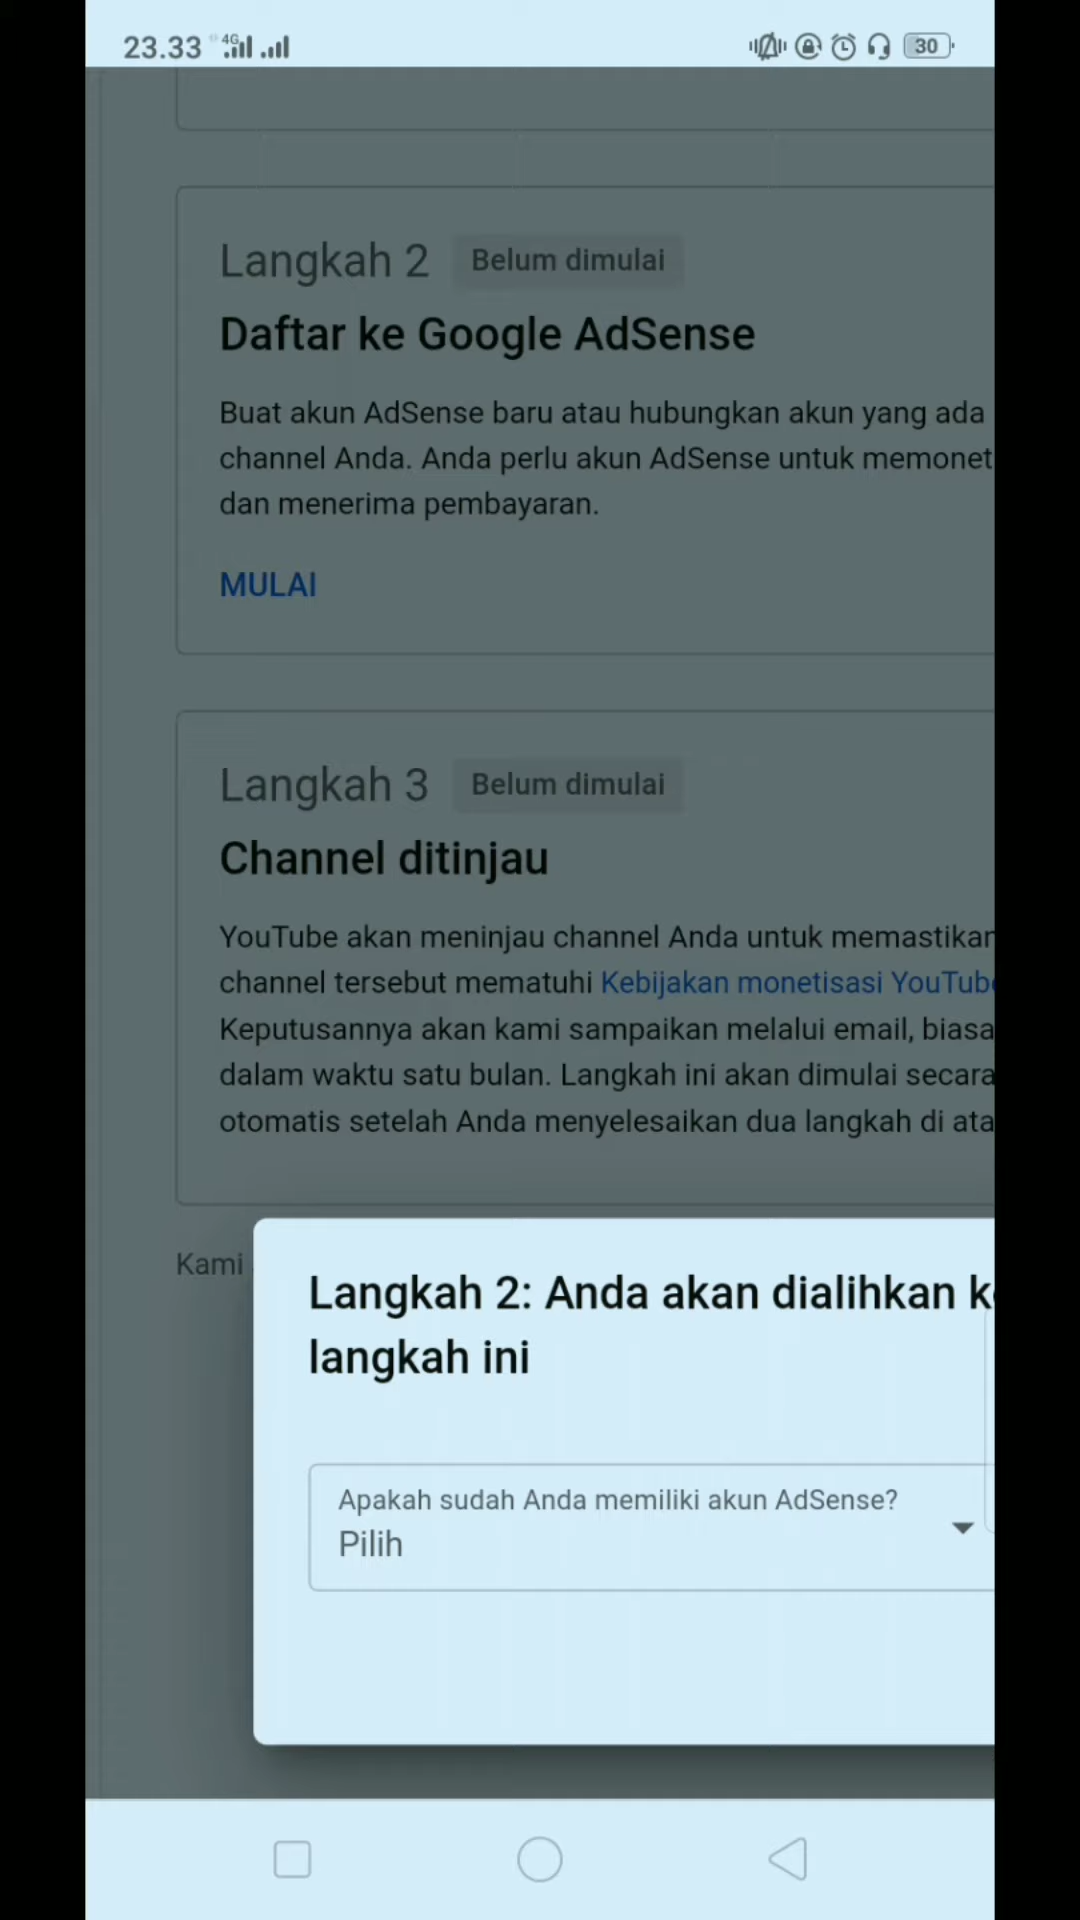 23.33 4G 30
Langkah 2 Belum dimulai
Daftar ke Google AdSense
Buat akun AdSense baru atau hubungkan akun yang ada
channel Anda. Anda perlu akun AdSense untuk memonet
dan menerima pembayaran.
MULAI
Langkah 3 Belum dimulai
Channel ditinjau
YouTube akan meninjau channel Anda untuk memastikan
channel tersebut mematuhi Kebijakan monetisasi YouTube
Keputusannya akan kami sampaikan melalui email, biasa
dalam waktu satu bulan. Langkah ini akan dimulai secara
otomatis setelah Anda menyelesaikan dua langkah di ata
Kami
Langkah 2: Anda akan dialihkan ke
langkah ini
Apakah sudah Anda memiliki akun AdSense?
Pilih